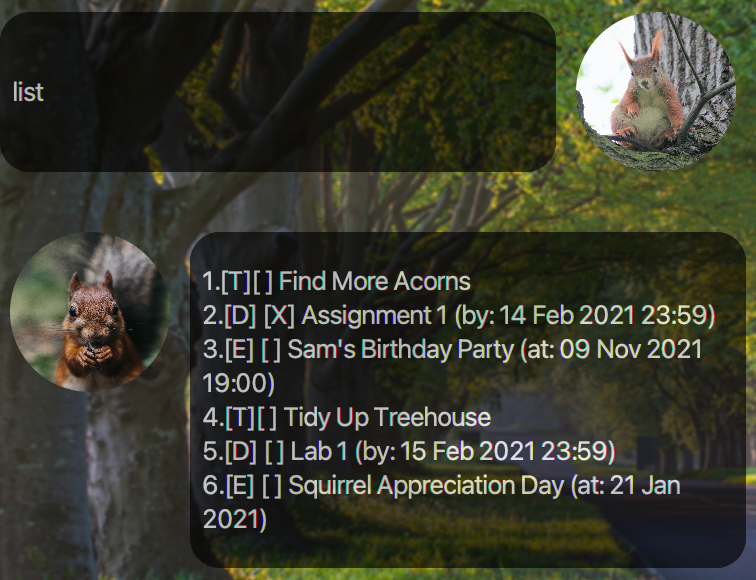 list
1.[T][ ] Find More Acorns
2.[D] [X] Assignment 1 (by: 14 Feb 2021 23:59)
3.[E] [ ] Sam's Birthday Party (at: 09 Nov 2021
19:00)
4.[T][ ] Tidy Up Treehouse
5.[D] [ ] Lab 1 (by: 15 Feb 2021 23:59)
6.[E] [ ] Squirrel Appreciation Day (at: 21 Jan
2021)